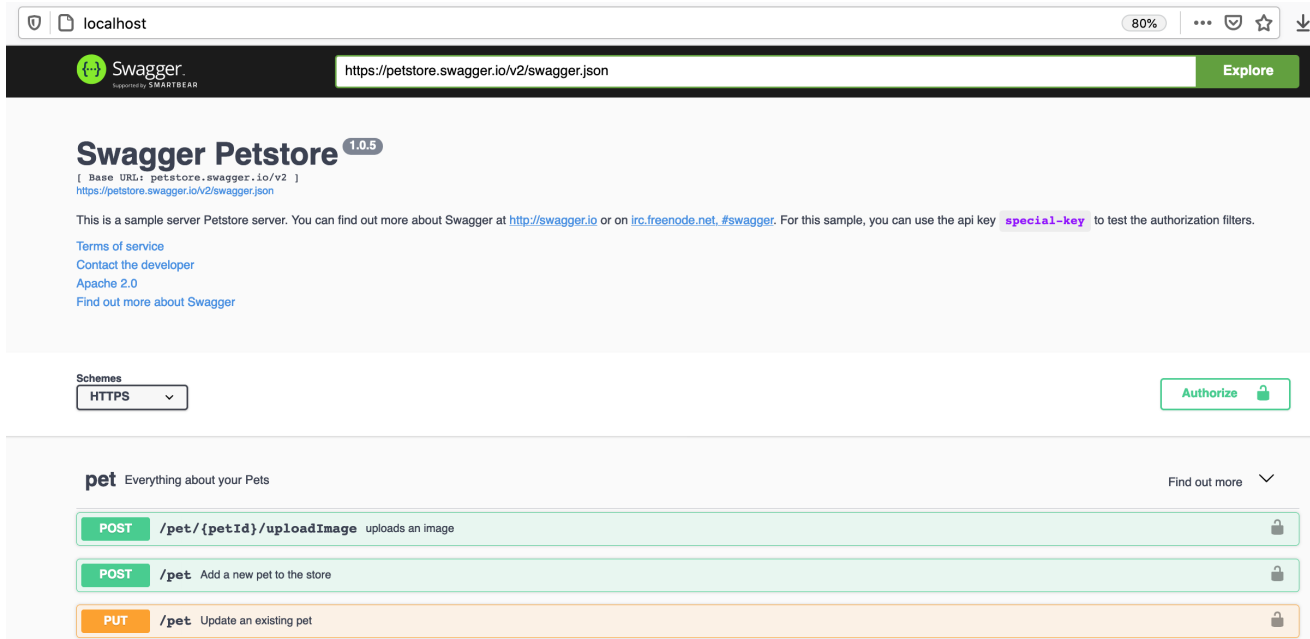 localhost
80%
{··} Swagger.
Supported by SMARTBEAR
https://petstore.swagger.io/v2/swagger.json
Explore
Swagger Petstore 1.0.5
[ Base URL: petstore.swagger.io/v2 ]
https://petstore.swagger.io/v2/swagger.json
This is a sample server Petstore server. You can find out more about Swagger at http://swagger.io or on irc.freenode.net, #swagger. For this sample, you can use the api key special-key to test the authorization filters.
Terms of service
Contact the developer
Apache 2.0
Find out more about Swagger
Schemes
HTTPS
Authorize
pet Everything about your Pets
Find out more
POST /pet/{petId}/uploadImage uploads an image
POST /pet Add a new pet to the store
PUT /pet Update an existing pet